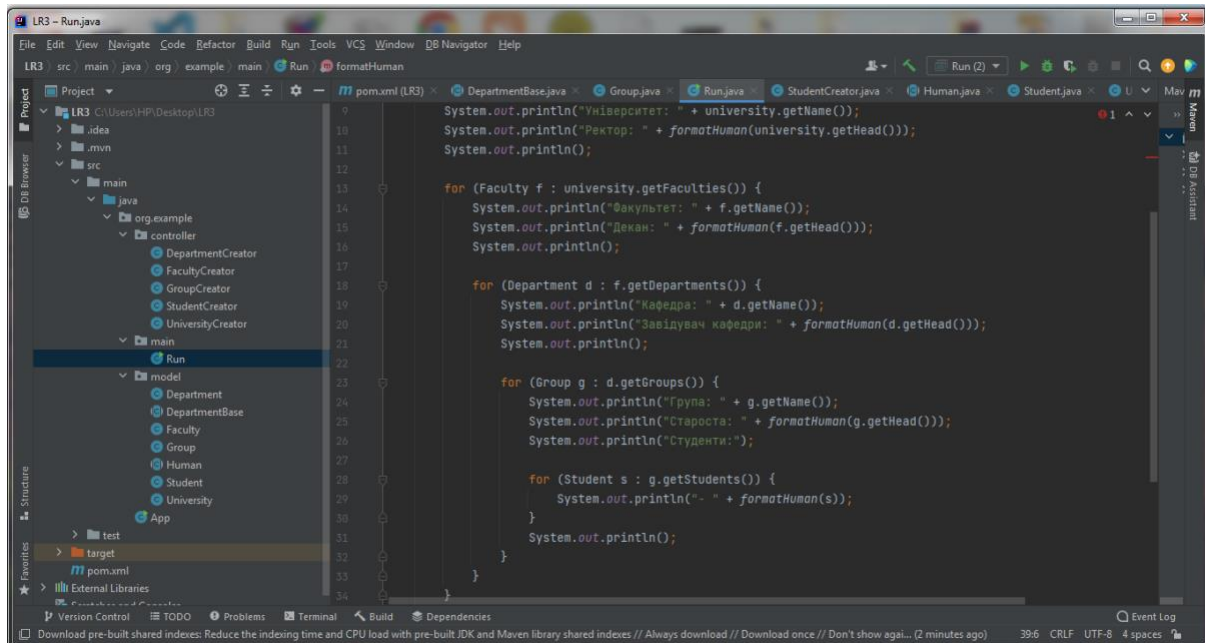 LR3 – Run.java
File Edit View Navigate Code Refactor Build Run Tools VCS Window DB Navigator Help
LR3 src main java org example main Run formatHuman Run (2)
Project pom.xml (LR3) DepartmentBase.java Group.java Run.java StudentCreator.java Human.java Student.java U Mav
Project
DB Browser
Structure
Favorites
LR3 C:\Users\HP\Desktop\LR3
.idea
.mvn
src
main
java
org.example
controller
DepartmentCreator
FacultyCreator
GroupCreator
StudentCreator
UniversityCreator
main
Run
model
Department
DepartmentBase
Faculty
Group
Human
Student
University
App
test
target
pom.xml
External Libraries
9 System.out.println("Університет: " + university.getName());
10 System.out.println("Ректор: " + formatHuman(university.getHead()));
11 System.out.println();
12
13 for (Faculty f : university.getFaculties()) {
14 System.out.println("Факультет: " + f.getName());
15 System.out.println("Декан: " + formatHuman(f.getHead()));
16 System.out.println();
17
18 for (Department d : f.getDepartments()) {
19 System.out.println("Кафедра: " + d.getName());
20 System.out.println("Завідувач кафедри: " + formatHuman(d.getHead()));
21 System.out.println();
22
23 for (Group g : d.getGroups()) {
24 System.out.println("Група: " + g.getName());
25 System.out.println("Староста: " + formatHuman(g.getHead()));
26 System.out.println("Студенти:");
27
28 for (Student s : g.getStudents()) {
29 System.out.println("- " + formatHuman(s));
30 }
31 System.out.println();
32 }
33 }
34 }
1
Maven
DB Assistant
Version Control TODO Problems Terminal Build Dependencies Event Log
Download pre-built shared indexes: Reduce the indexing time and CPU load with pre-built JDK and Maven library shared indexes // Always download // Download once // Don't show agai... (2 minutes ago) 39:6 CRLF UTF-8 4 spaces